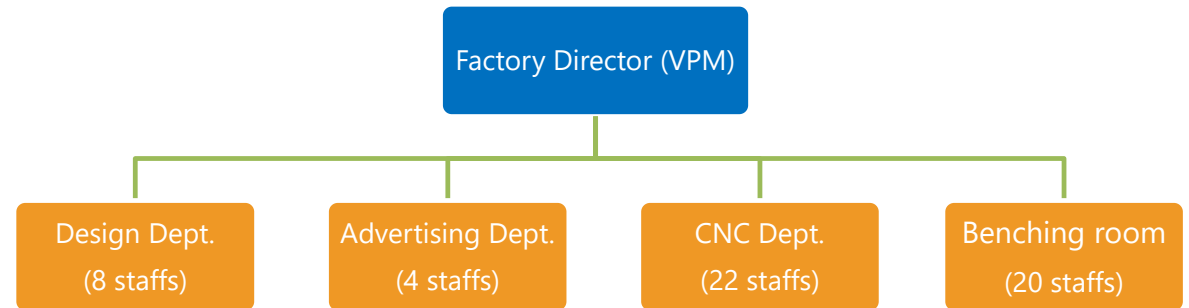 Factory Director (VPM)
Design Dept.
(8 staffs)
Advertising Dept.
(4 staffs)
CNC Dept.
(22 staffs)
Benching room
(20 staffs)